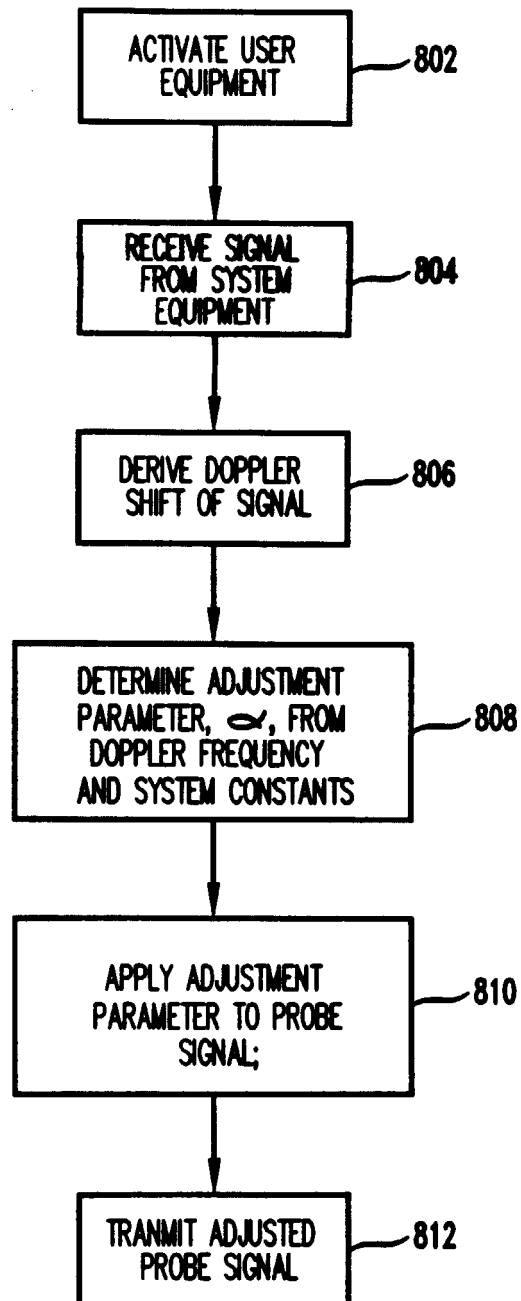 ACTIVATE USER
EQUIPMENT
802
RECEIVE SIGNAL
FROM SYSTEM
EQUIPMENT
804
DERIVE DOPPLER
SHIFT OF SIGNAL
806
DETERMINE ADJUSTMENT
PARAMETER, α, FROM
DOPPLER FREQUENCY
AND SYSTEM CONSTANTS
808
APPLY ADJUSTMENT
PARAMETER TO PROBE
SIGNAL;
810
TRANMIT ADJUSTED
PROBE SIGNAL
812